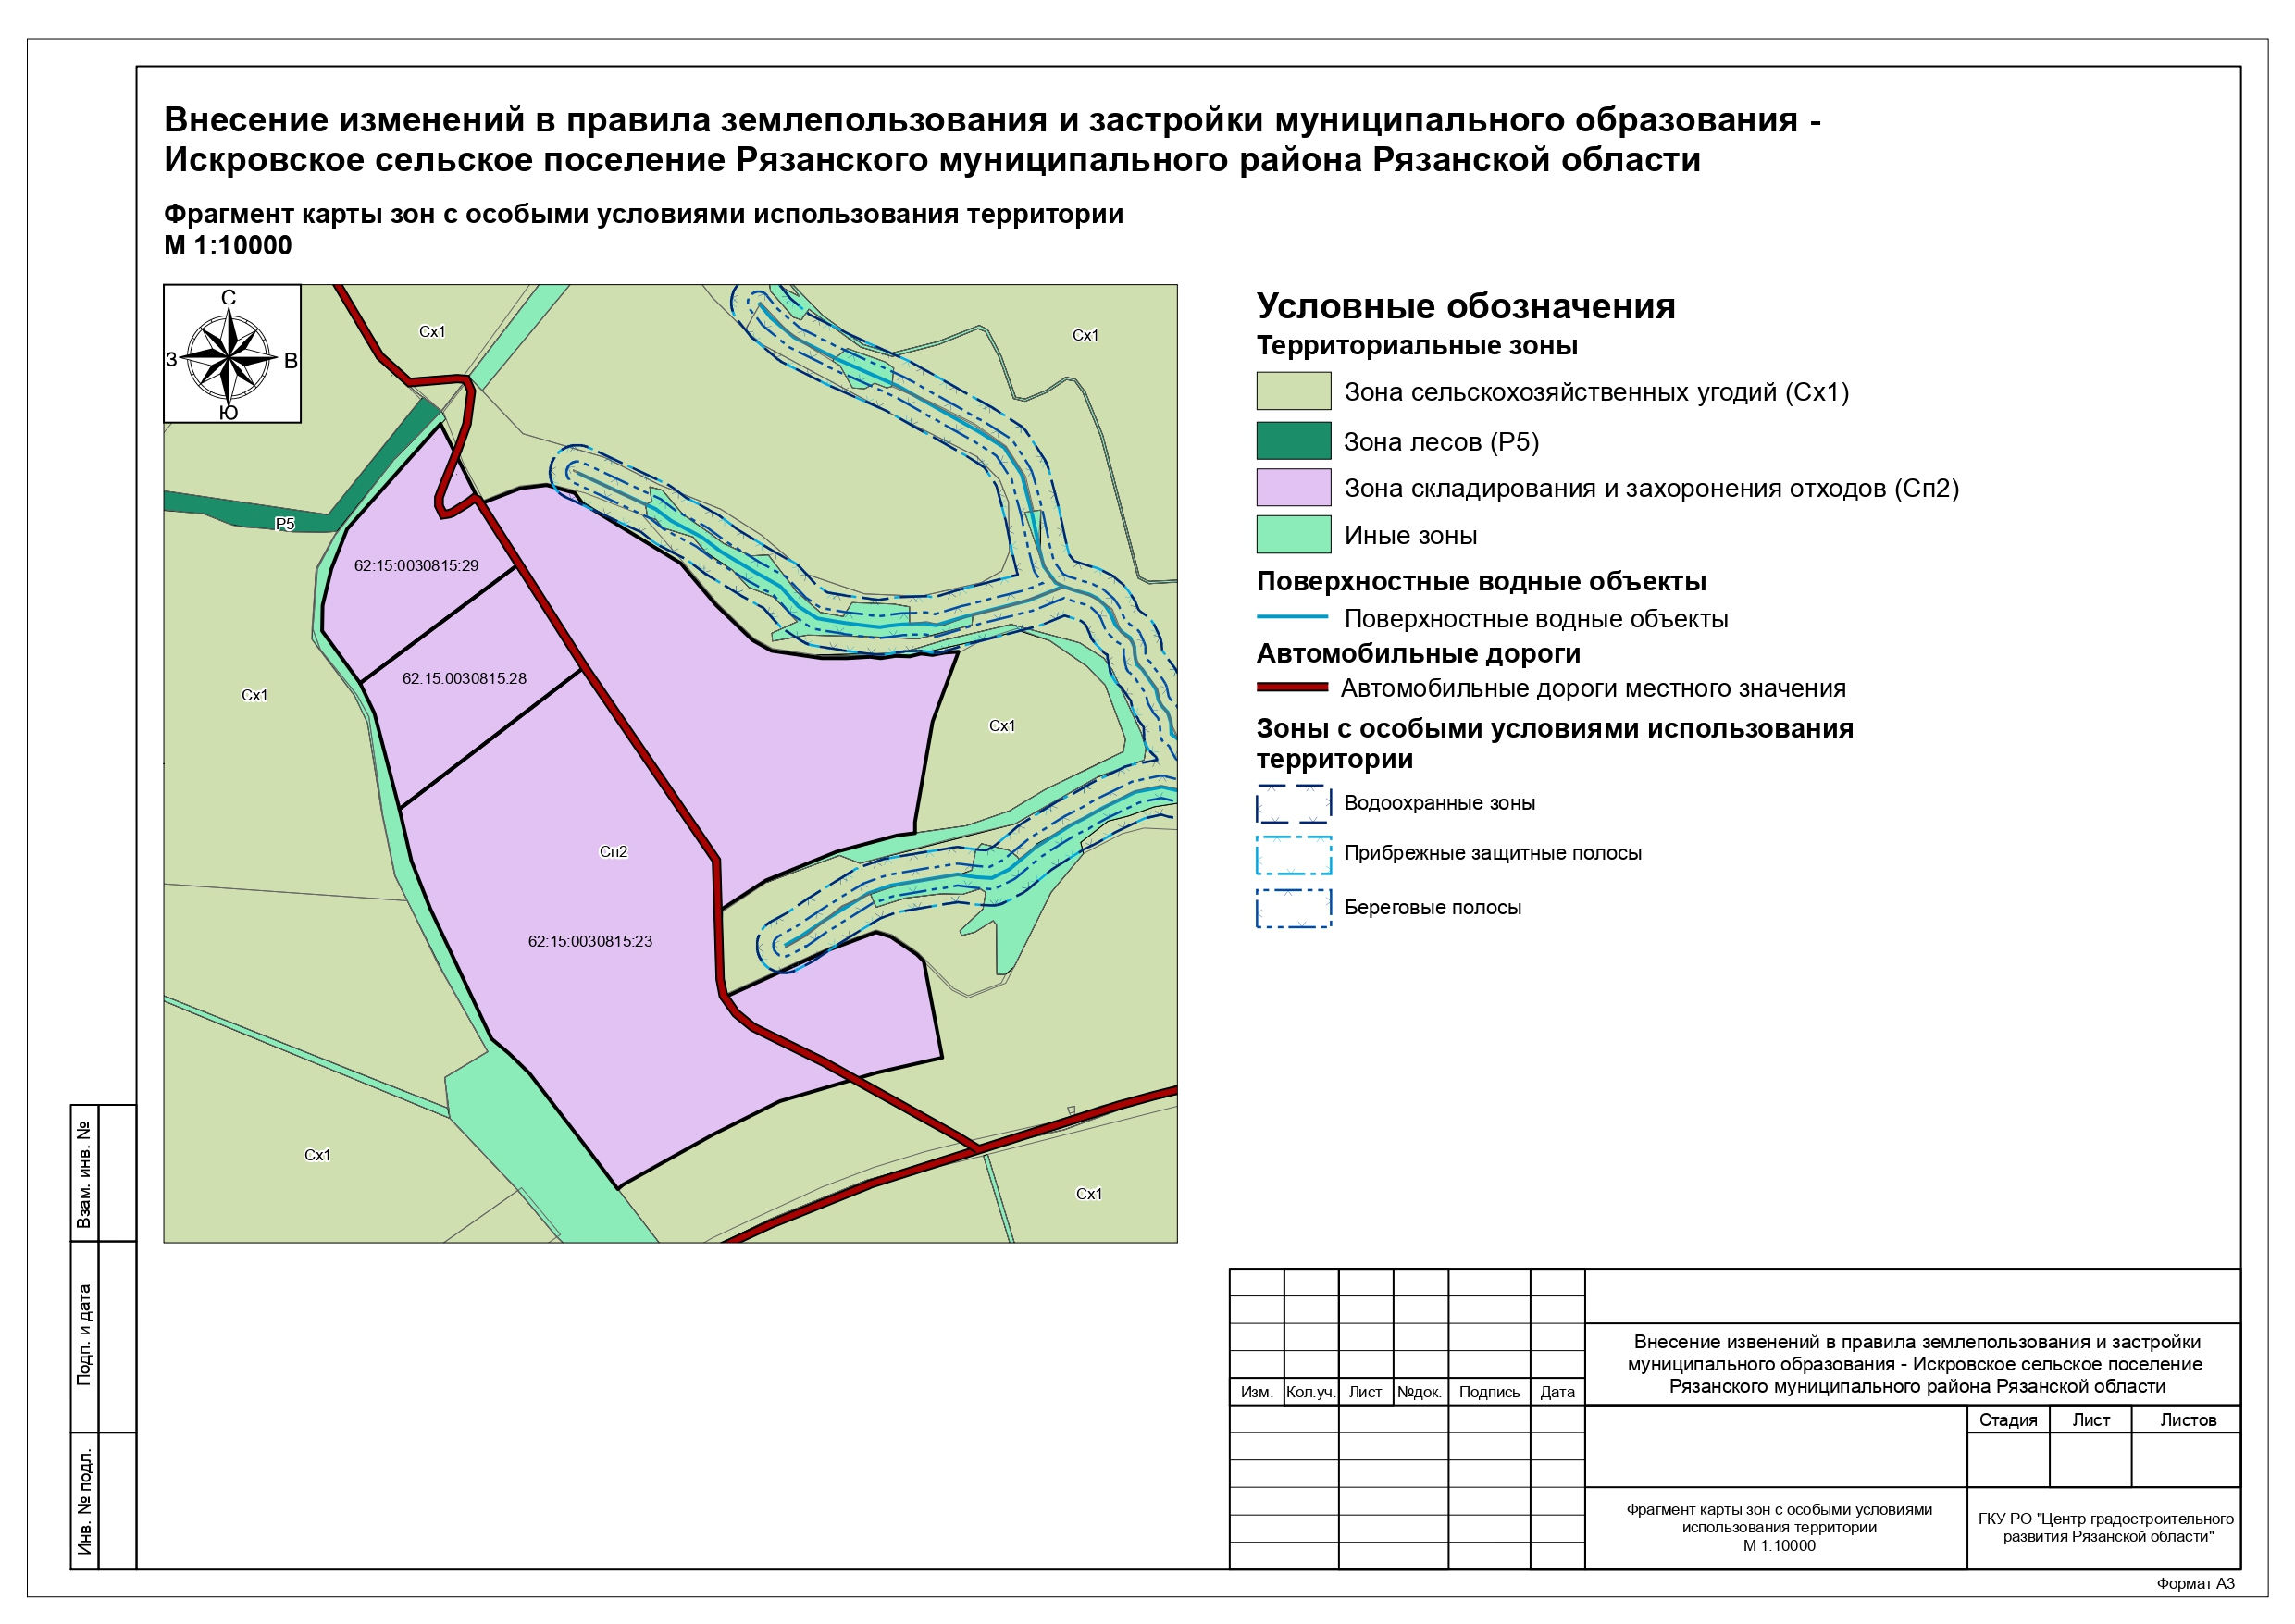 Внесение изменений в правила землепользования и застройки муниципального образования -
Искровское сельское поселение Рязанского муниципального района Рязанской области
Фрагмент карты зон с особыми условиями использования территории
М 1:10000
С
З
В
Ю
Сх1
Сх1
Р5
62:15:0030815:29
62:15:0030815:28
Сх1
Сх1
Сп2
62:15:0030815:23
Сх1
Сх1
Условные обозначения
Территориальные зоны
Зона сельскохозяйственных угодий (Сх1)
Зона лесов (Р5)
Зона складирования и захоронения отходов (Сп2)
Иные зоны
Поверхностные водные объекты
Поверхностные водные объекты
Автомобильные дороги
Автомобильные дороги местного значения
Зоны с особыми условиями использования
территории
Водоохранные зоны
Прибрежные защитные полосы
Береговые полосы
Взам. инв. №
Подп. и дата
Инв. № подл.
Изм.
Кол.уч.
Лист
№док.
Подпись
Дата
Внесение извенений в правила землепользования и застройки
муниципального образования - Искровское сельское поселение
Рязанского муниципального района Рязанской области
Стадия
Лист
Листов
Фрагмент карты зон с особыми условиями
использования территории
М 1:10000
ГКУ РО "Центр градостроительного
развития Рязанской области"
Формат А3